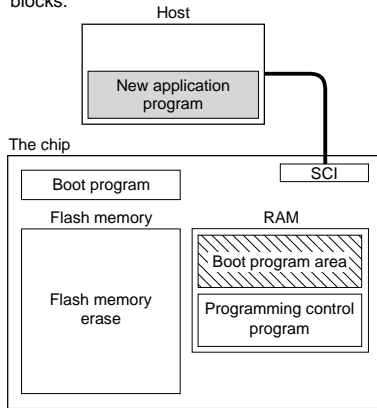 blocks.
Host
New application
program
The chip
SCI
Boot program
Flash memory
RAM
Boot program area
Flash memory
erase
Programming control
program